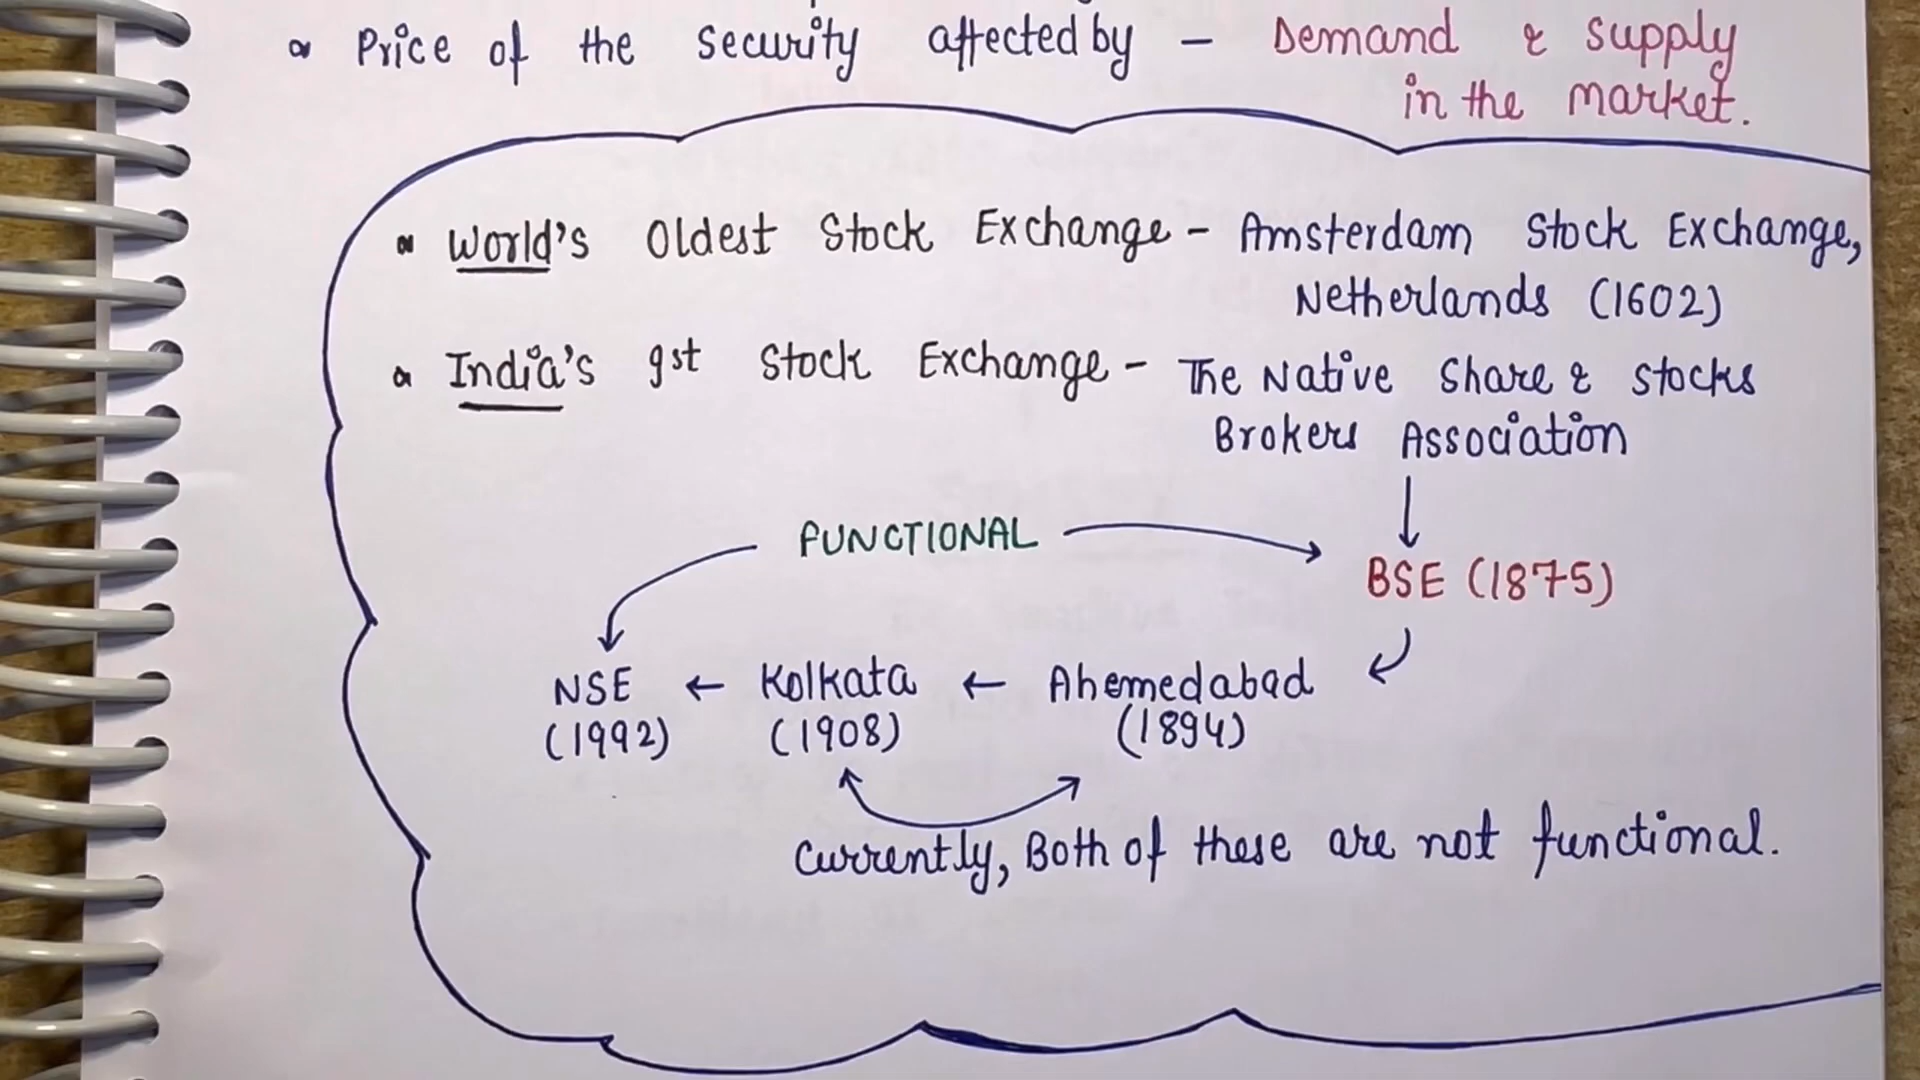 Price of the security affected by - Demand & supply
in the market.
World's Oldest Stock Exchange - Amsterdam Stock Exchange,
Netherlands (1602)
India's 1st Stock Exchange - The Native Share & stocks
Brokers Association
FUNCTIONAL
BSE (1875)
NSE ← Kolkata ← Ahemedabad
(1992) (1908) (1894)
Currently, Both of these are not functional.